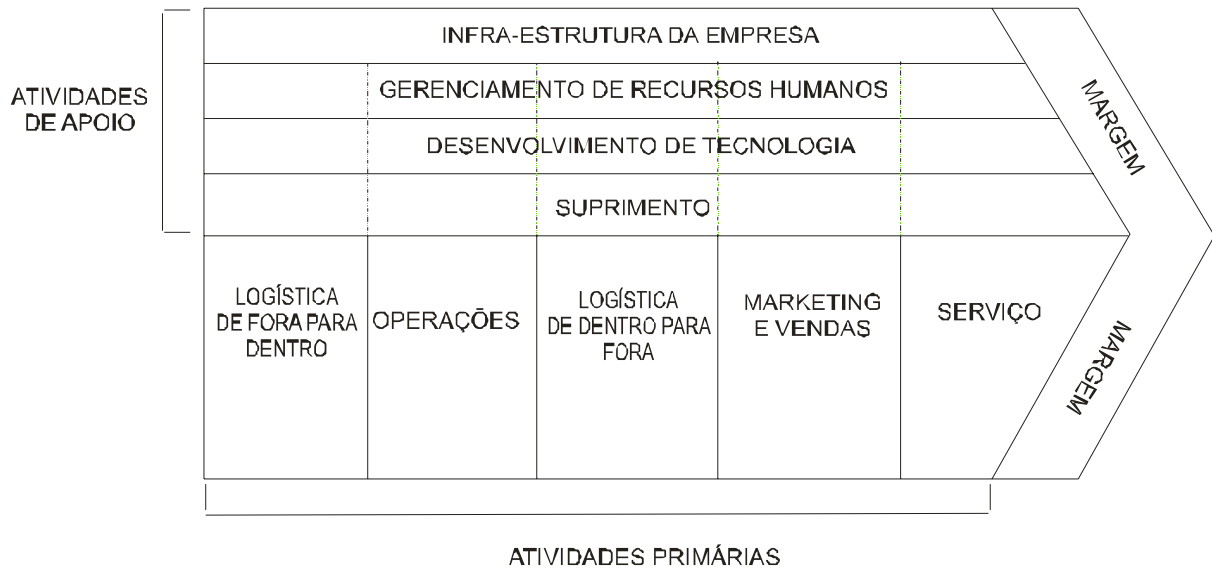 INFRA-ESTRUTURA DA EMPRESA
ATIVIDADES
DE APOIO
GERENCIAMENTO DE RECURSOS HUMANOS
DESENVOLVIMENTO DE TECNOLOGIA
SUPRIMENTO
MARGEM
LOGÍSTICA
DE FORA PARA
DENTRO
OPERAÇÕES
LOGÍSTICA
DE DENTRO PARA
FORA
MARKETING
E VENDAS
SERVIÇO
MARGEM
ATIVIDADES PRIMÁRIAS